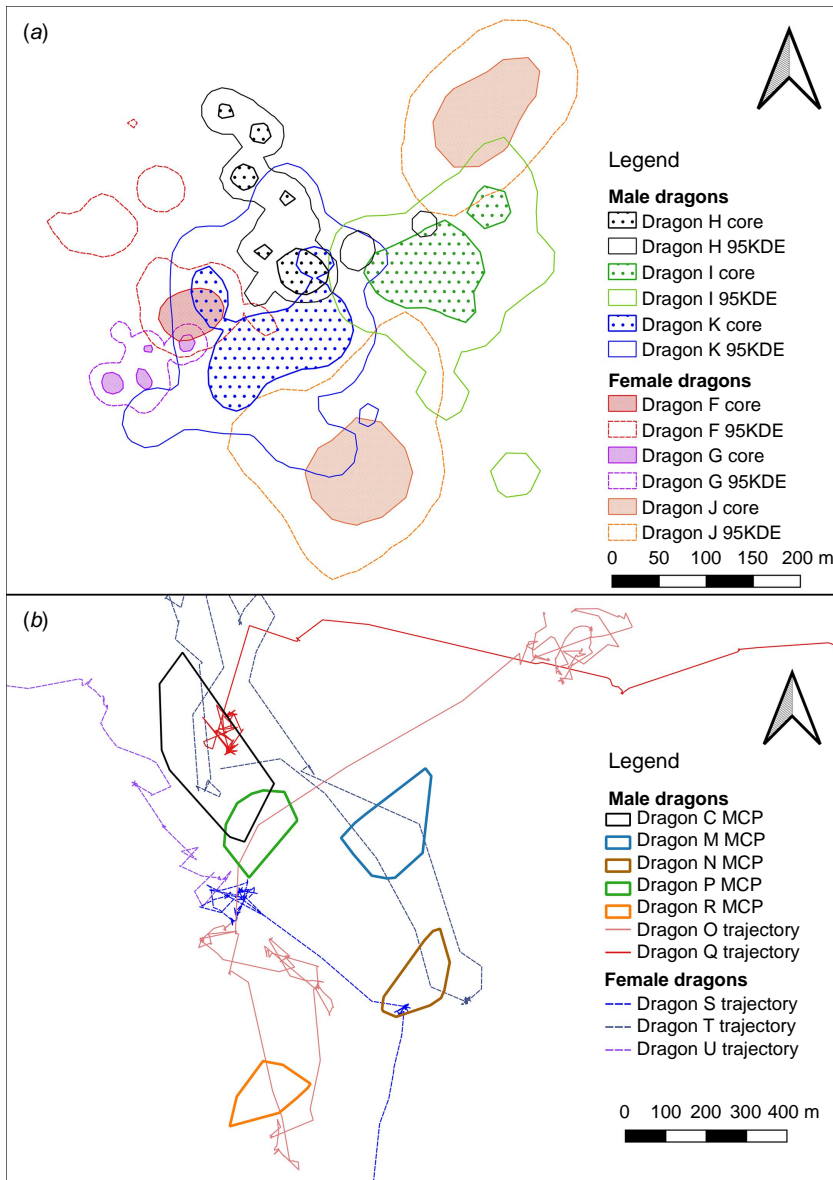 (a)
Legend
Male dragons
Dragon H core
Dragon H 95KDE
Dragon I core
Dragon I 95KDE
Dragon K core
Dragon K 95KDE
Female dragons
Dragon F core
Dragon F 95KDE
Dragon G core
Dragon G 95KDE
Dragon J core
Dragon J 95KDE
0 50 100 150 200 m
(b)
Legend
Male dragons
Dragon C MCP
Dragon M MCP
Dragon N MCP
Dragon P MCP
Dragon R MCP
Dragon O trajectory
Dragon Q trajectory
Female dragons
Dragon S trajectory
Dragon T trajectory
Dragon U trajectory
0 100 200 300 400 m